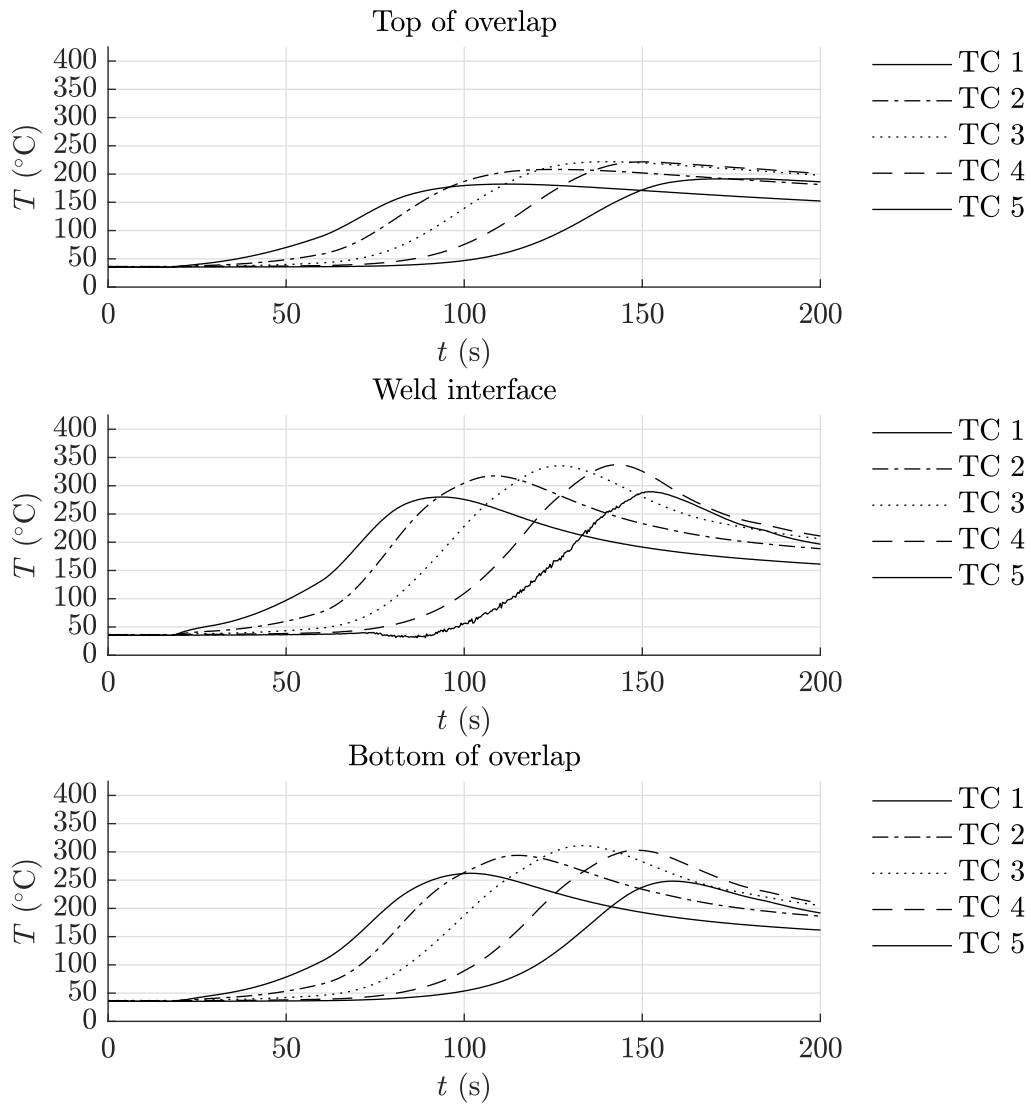 Top of overlap
T (°C)
400
350
300
250
200
150
100
50
0
0 50 100 150 200
t (s)
TC 1
TC 2
TC 3
TC 4
TC 5
Weld interface
T (°C)
400
350
300
250
200
150
100
50
0
0 50 100 150 200
t (s)
TC 1
TC 2
TC 3
TC 4
TC 5
Bottom of overlap
T (°C)
400
350
300
250
200
150
100
50
0
0 50 100 150 200
t (s)
TC 1
TC 2
TC 3
TC 4
TC 5